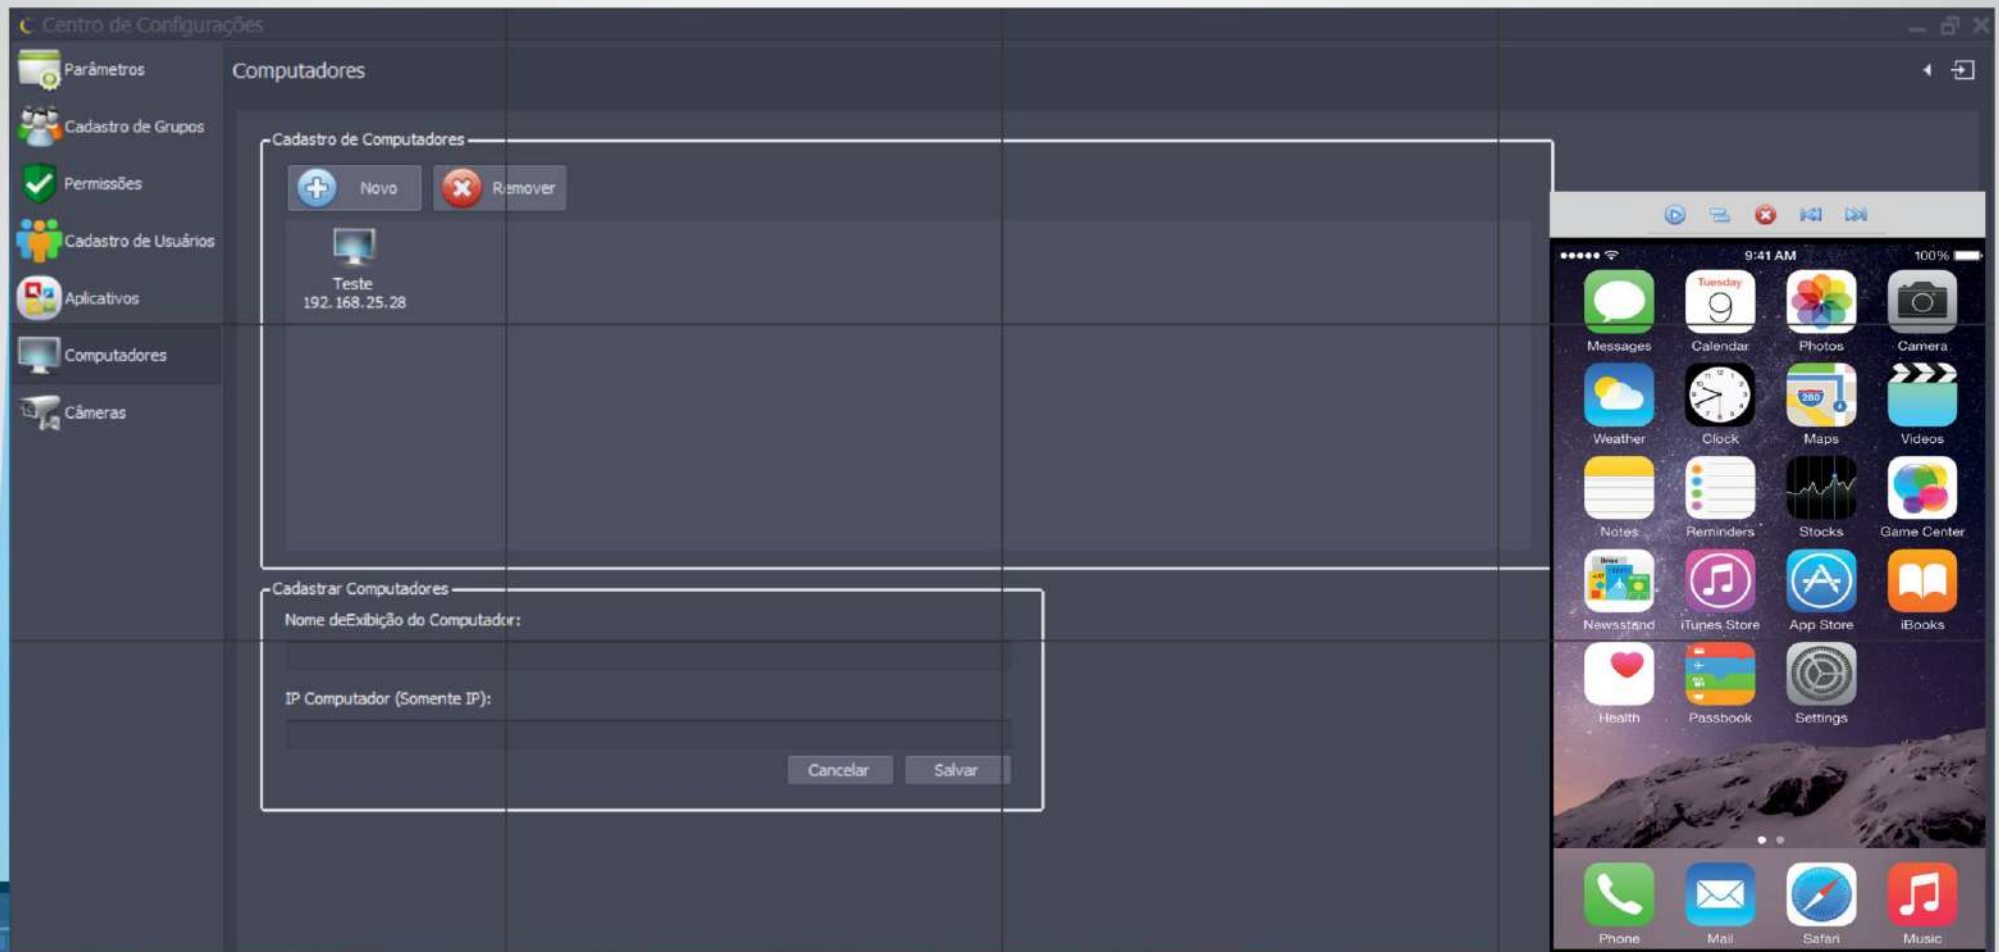 Centro de Configurações
Parâmetros
Cadastro de Grupos
Permissões
Cadastro de Usuários
Aplicativos
Computadores
Câmeras
Computadores
Cadastro de Computadores
Novo
Remover
Teste
192.168.25.28
Cadastrar Computadores
Nome deExibição do Computador:
IP Computador (Somente IP):
Cancelar
Salvar
9:41 AM
100%
Tuesday
9
Messages
Calendar
Photos
Camera
280
Weather
Clock
Maps
Videos
Notes
Reminders
Stocks
Game Center
Newsstand
iTunes Store
App Store
iBooks
Health
Passbook
Settings
Phone
Mail
Safari
Music